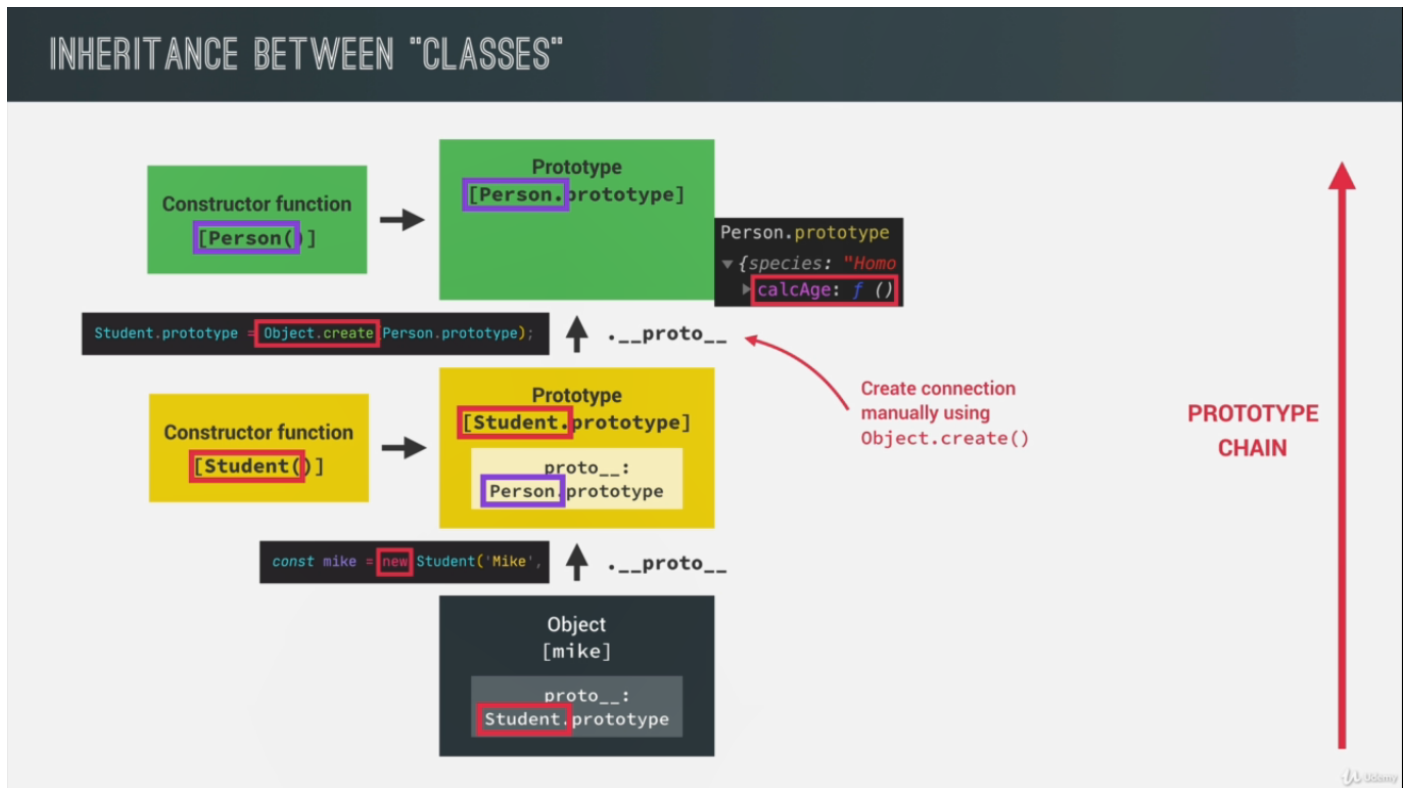 INHERITANCE BETWEEN "CLASSES"
Prototype
[Person.prototype]
Constructor function
[Person()]
Person.prototype
▼{species: "Homo
▶calcAge: ƒ ()
Student.prototype = Object.create(Person.prototype);
.__proto__
Create connection
manually using
Object.create()
PROTOTYPE
CHAIN
Prototype
[Student.prototype]
Constructor function
[Student()]
proto__:
Person.prototype
const mike = new Student('Mike',
.__proto__
Object
[mike]
proto__:
Student.prototype
Udemy